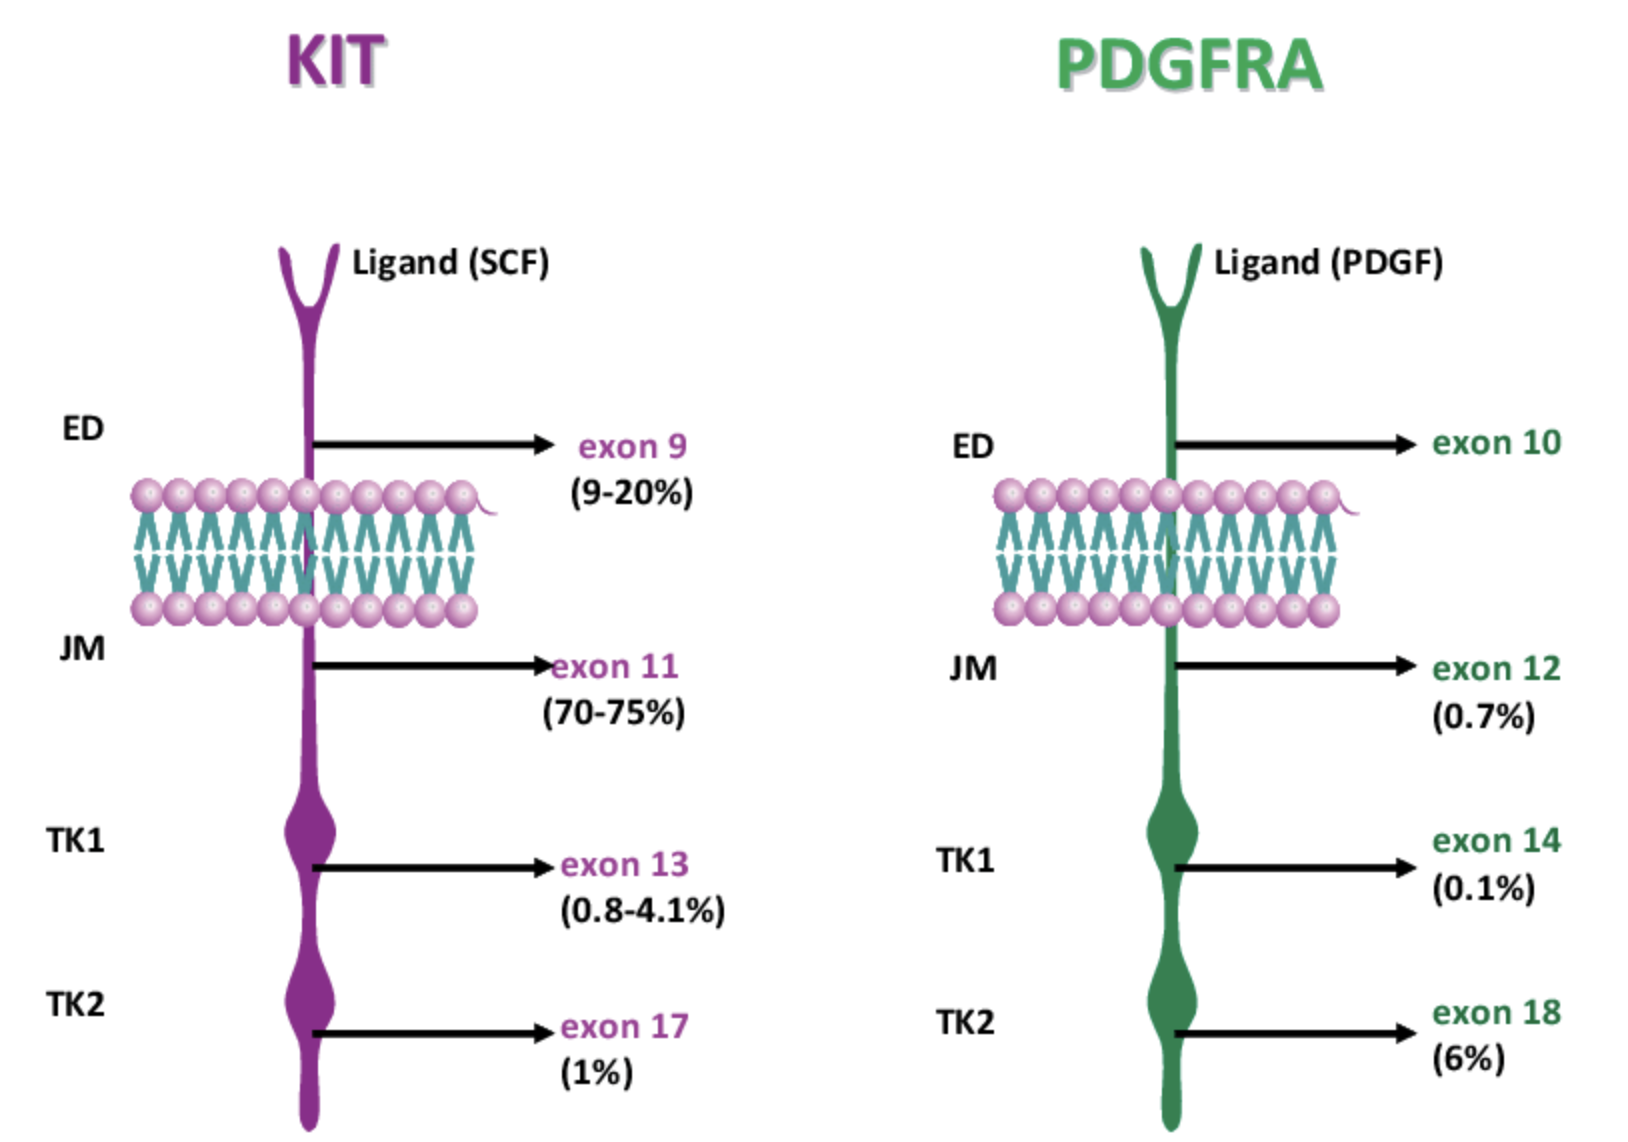 KIT
Ligand (SCF)
ED
exon 9
(9-20%)
JM
exon 11
(70-75%)
TK1
exon 13
(0.8-4.1%)
TK2
exon 17
(1%)
PDGFRA
Ligand (PDGF)
ED
exon 10
JM
exon 12
(0.7%)
TK1
exon 14
(0.1%)
TK2
exon 18
(6%)